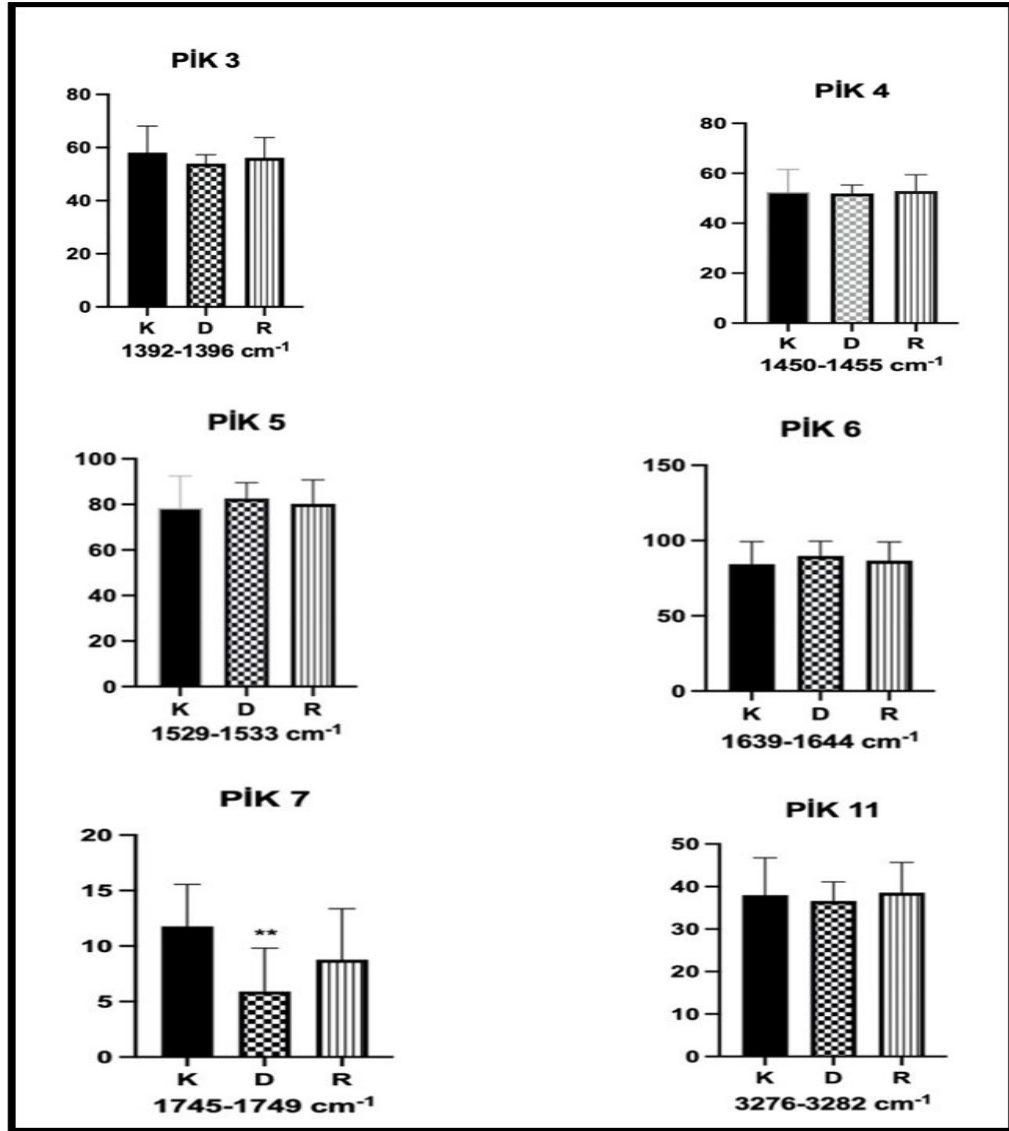 PİK 3
80
60
40
20
0
K D R
1392-1396 cm⁻¹
PİK 4
80
60
40
20
0
K D R
1450-1455 cm⁻¹
PİK 5
100
80
60
40
20
0
K D R
1529-1533 cm⁻¹
PİK 6
150
100
50
0
K D R
1639-1644 cm⁻¹
PİK 7
20
15
10
5
0
**
K D R
1745-1749 cm⁻¹
PİK 11
50
40
30
20
10
0
K D R
3276-3282 cm⁻¹